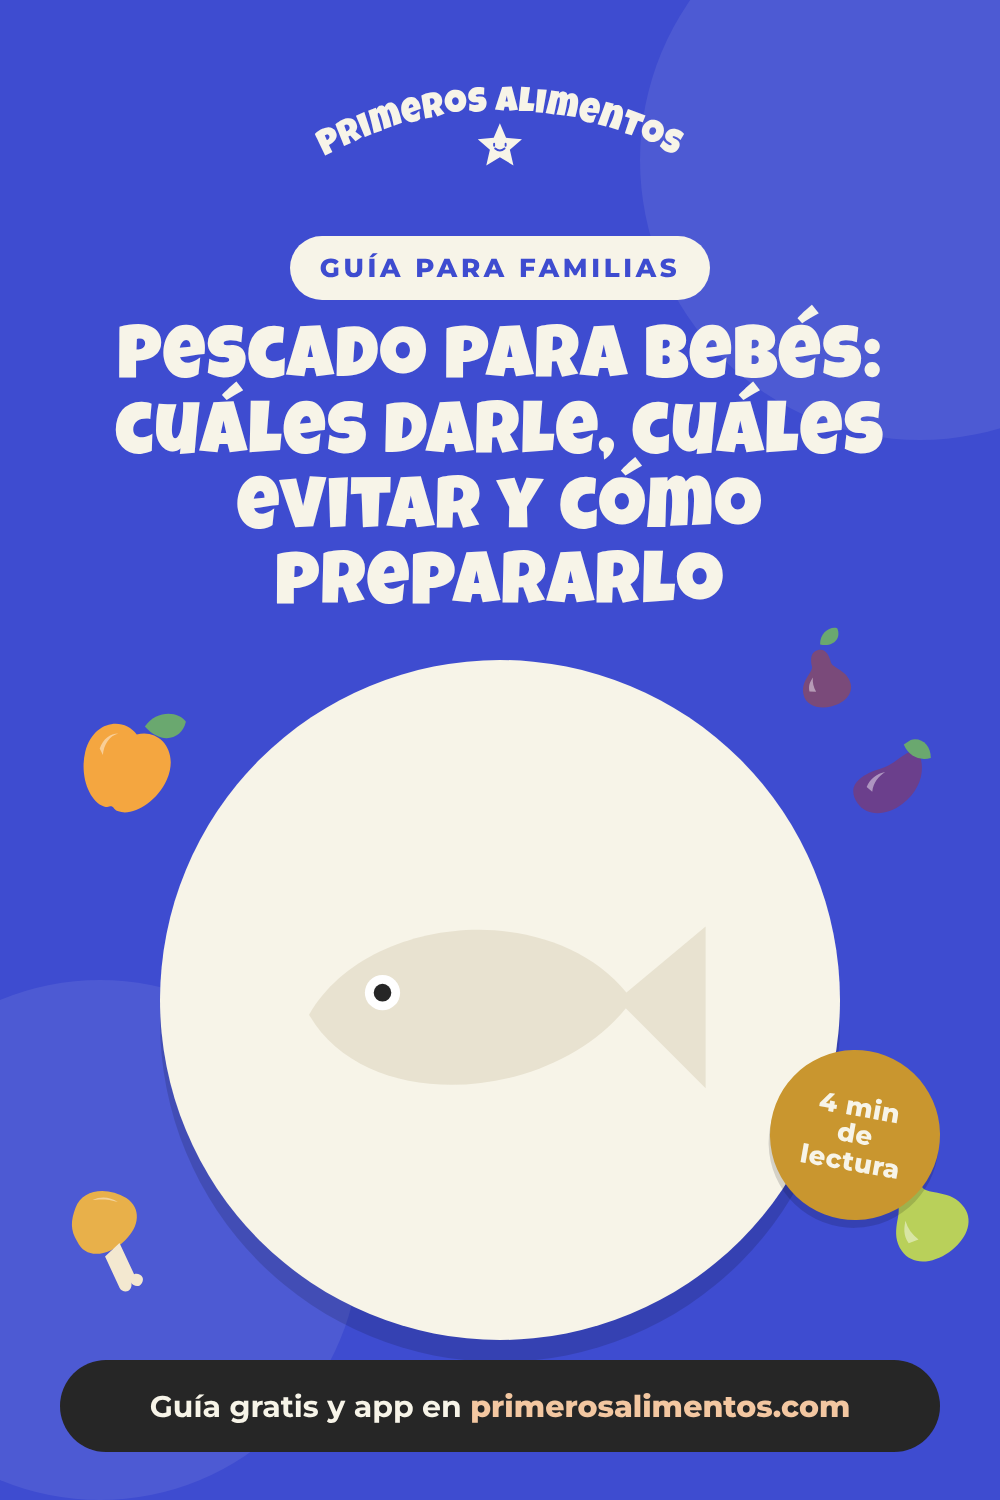 PRIMEROS ALIMENTOS
GUÍA PARA FAMILIAS
PESCADO PARA BEBÉS:
CUÁLES DARLE, CUÁLES
EVITAR Y CÓMO
PREPARARLO
4 min
de
lectura
Guía gratis y app en primerosalimentos.com